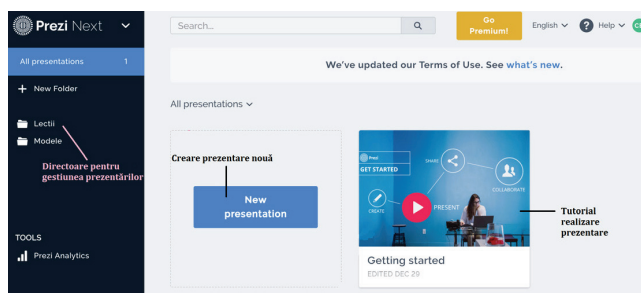 Prezi Next
Search...
Go
Premium!
English
Help
All presentations 1
We've updated our Terms of Use. See what's new.
New Folder
All presentations
Lectii
Modele
Directoare pentru
gestiunea prezentărilor
Creare prezentare nouă
New
presentation
Prezi
GET STARTED
SHARE
COLLABORATE
CREATE
PRESENT
Tutorial
realizare
prezentare
Getting started
EDITED DEC 29
TOOLS
Prezi Analytics